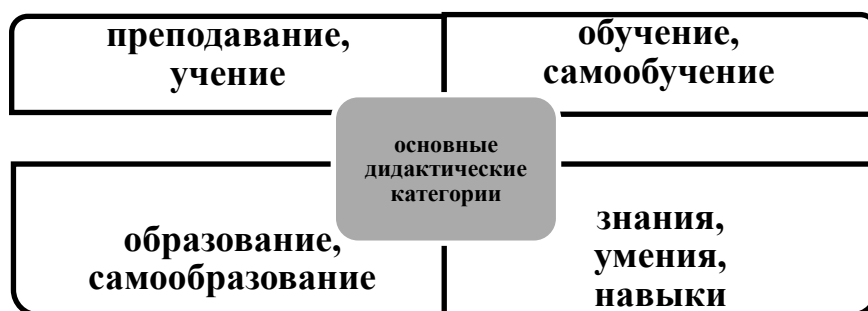 преподавание,
учение
обучение,
самообучение
основные
дидактические
категории
образование,
самообразование
знания,
умения,
навыки